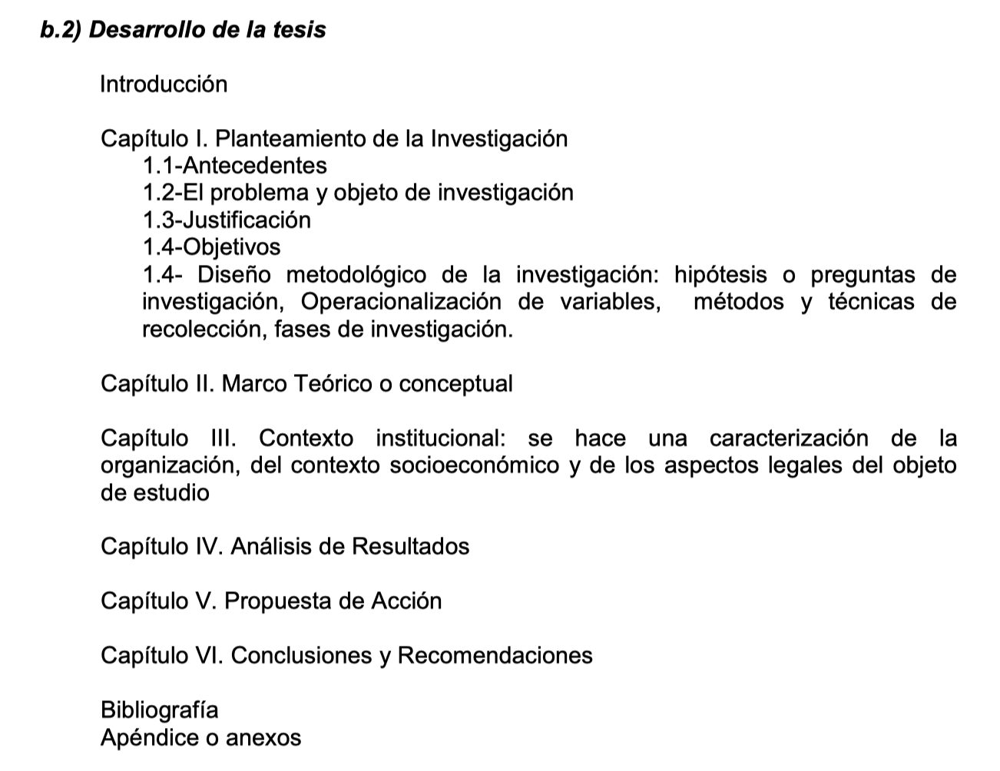 b.2) Desarrollo de la tesis
Introducción
Capítulo I. Planteamiento de la Investigación
1.1-Antecedentes
1.2-El problema y objeto de investigación
1.3-Justificación
1.4-Objetivos
1.4- Diseño metodológico de la investigación: hipótesis o preguntas de
investigación, Operacionalización de variables, métodos y técnicas de
recolección, fases de investigación.
Capítulo II. Marco Teórico o conceptual
Capítulo III. Contexto institucional: se hace una caracterización de la
organización, del contexto socioeconómico y de los aspectos legales del objeto
de estudio
Capítulo IV. Análisis de Resultados
Capítulo V. Propuesta de Acción
Capítulo VI. Conclusiones y Recomendaciones
Bibliografía
Apéndice o anexos